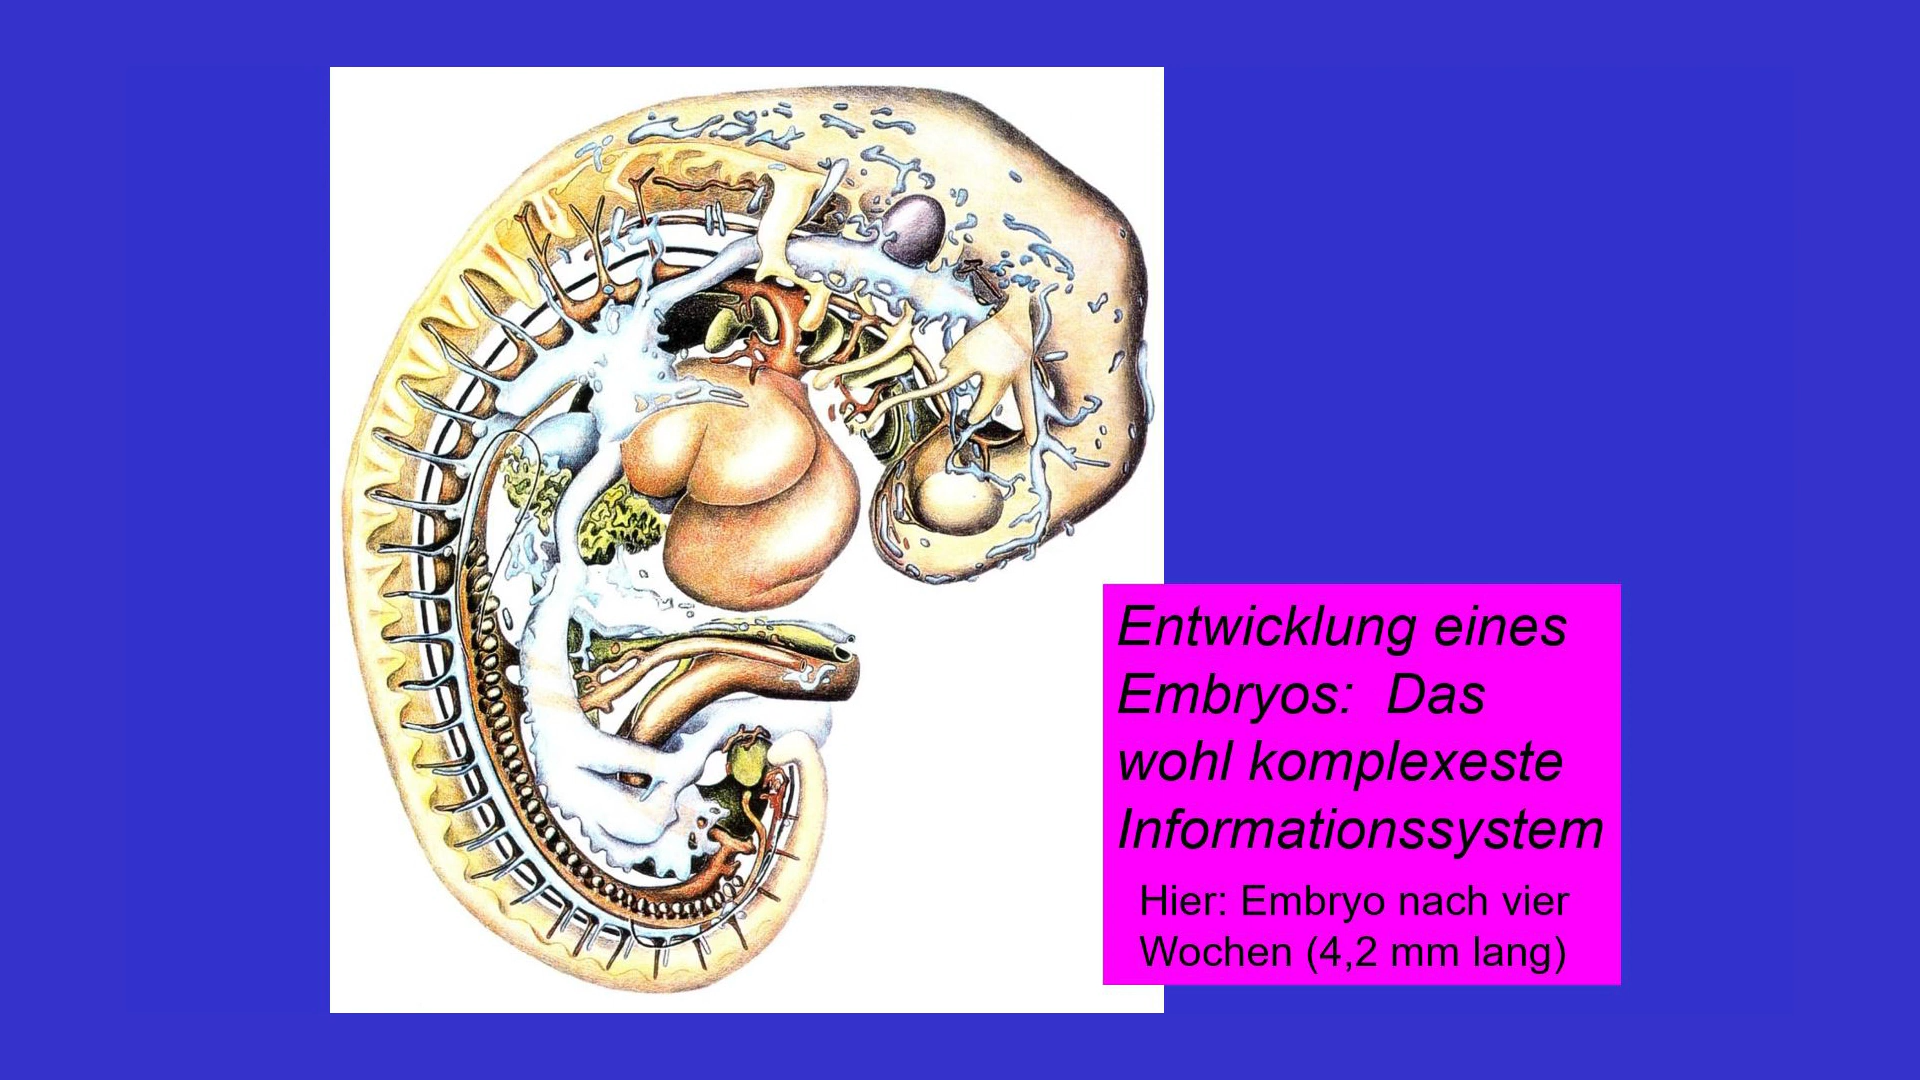 Entwicklung eines
Embryos: Das
wohl komplexeste
Informationssystem
Hier: Embryo nach vier
Wochen (4,2 mm lang)